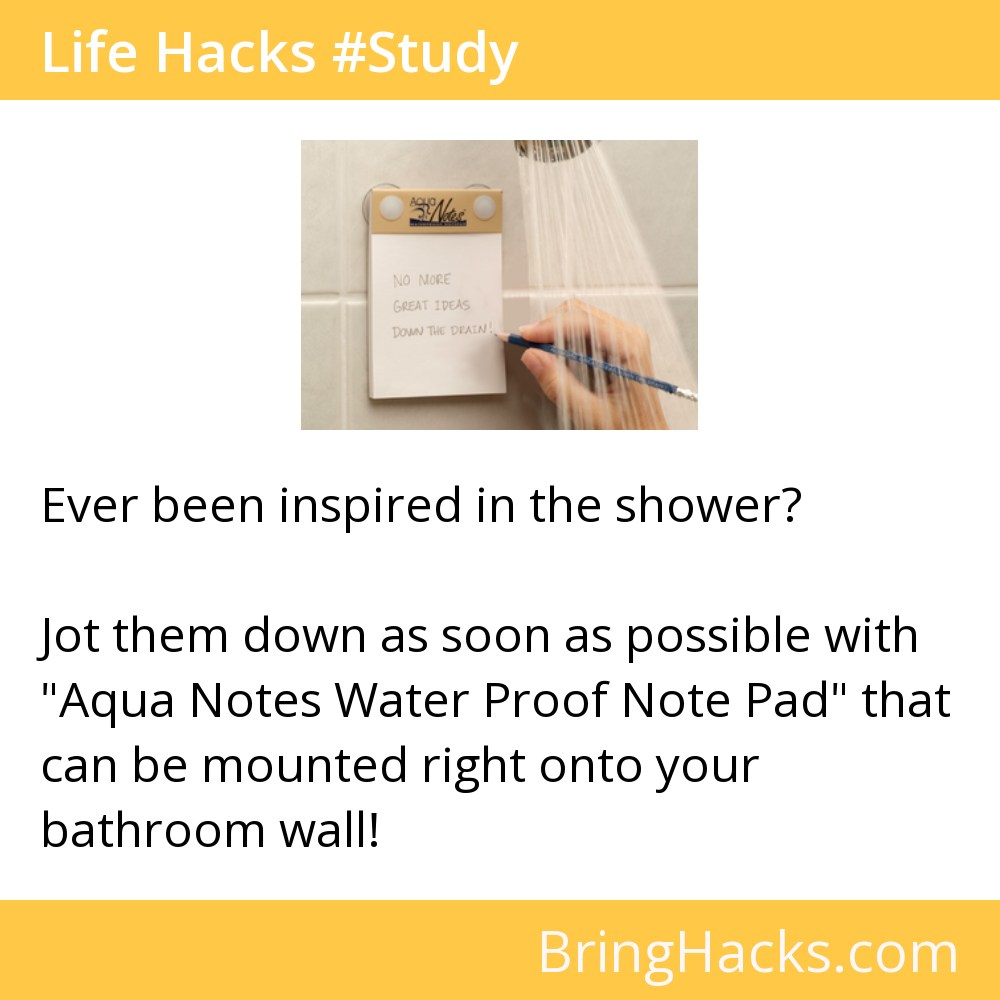 Life Hacks #Study
Aqua
Notes
NO MORE
GREAT IDEAS
DOWN THE DRAIN!
Ever been inspired in the shower?
Jot them down as soon as possible with
"Aqua Notes Water Proof Note Pad" that
can be mounted right onto your
bathroom wall!
BringHacks.com